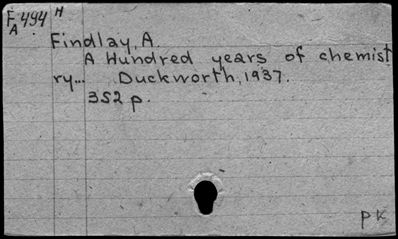 F 494 H
A
Findlay, A.
A Hundred years of chemist
ry... Duckworth, 1937.
352 p.
pk